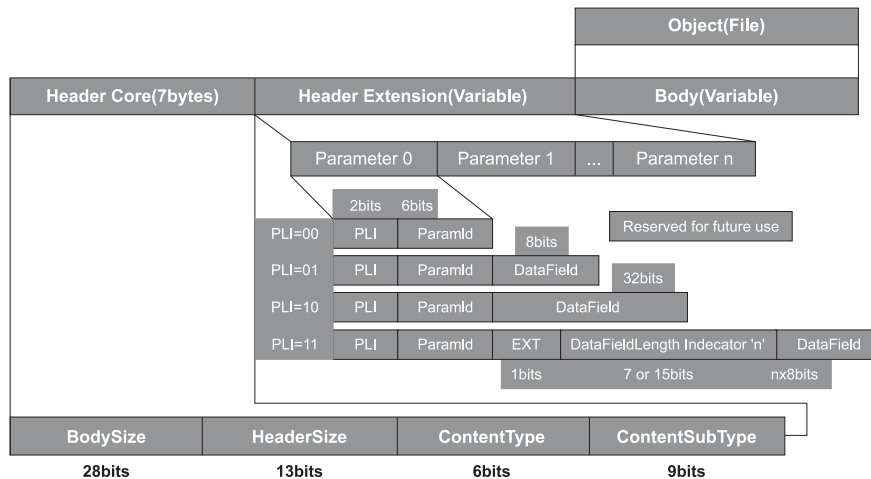 Object(File)
Header Core(7bytes) Header Extension(Variable) Body(Variable)
Parameter 0 Parameter 1 ... Parameter n
2bits 6bits
PLI=00 PLI ParamId Reserved for future use
8bits
PLI=01 PLI ParamId DataField
32bits
PLI=10 PLI ParamId DataField
PLI=11 PLI ParamId EXT DataFieldLength Indecator 'n' DataField
1bits 7 or 15bits nx8bits
BodySize HeaderSize ContentType ContentSubType
28bits 13bits 6bits 9bits